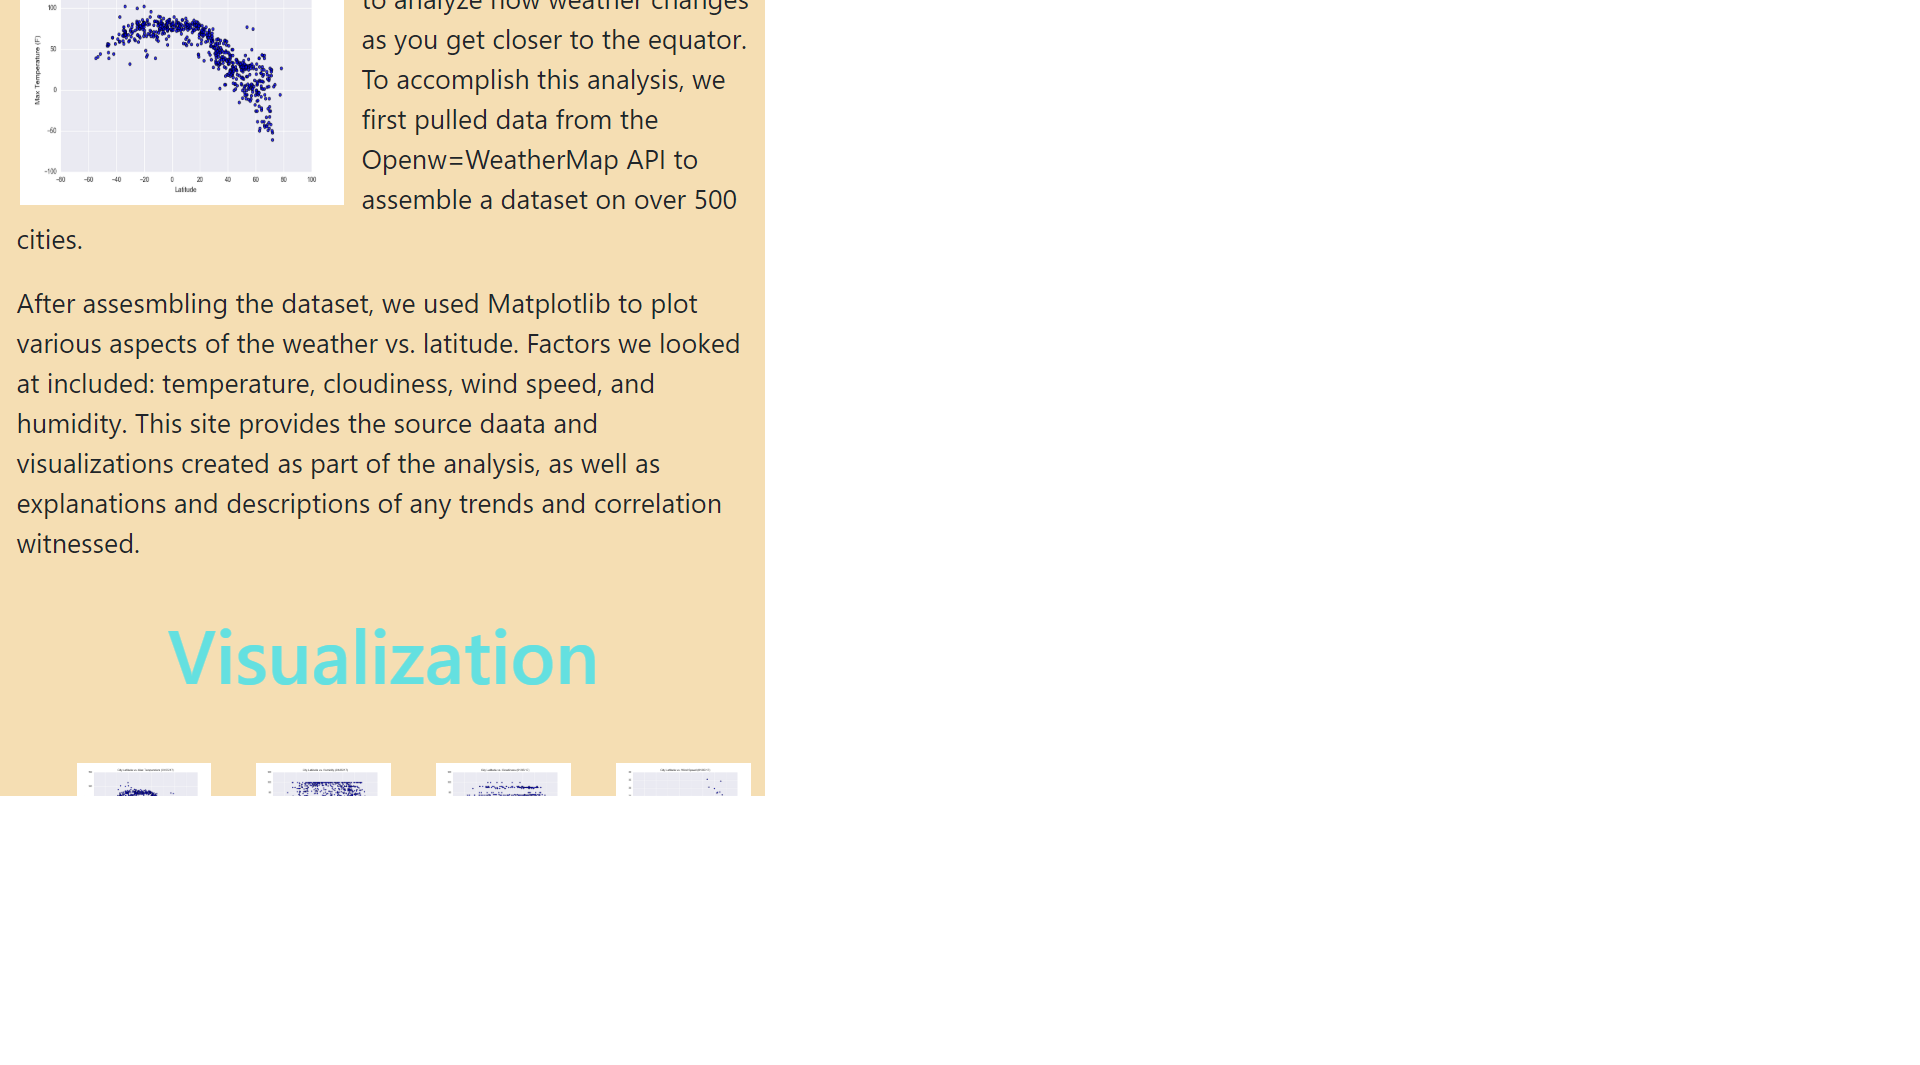 to analyze how weather changes
as you get closer to the equator.
To accomplish this analysis, we
first pulled data from the
Openw=WeatherMap API to
assemble a dataset on over 500
cities.
100
50
0
−50
−100
Max Temperature (F)
−80 −60 −40 −20 0 20 40 60 80 100
Latitude
After assesmbling the dataset, we used Matplotlib to plot
various aspects of the weather vs. latitude. Factors we looked
at included: temperature, cloudiness, wind speed, and
humidity. This site provides the source daata and
visualizations created as part of the analysis, as well as
explanations and descriptions of any trends and correlation
witnessed.
Visualization